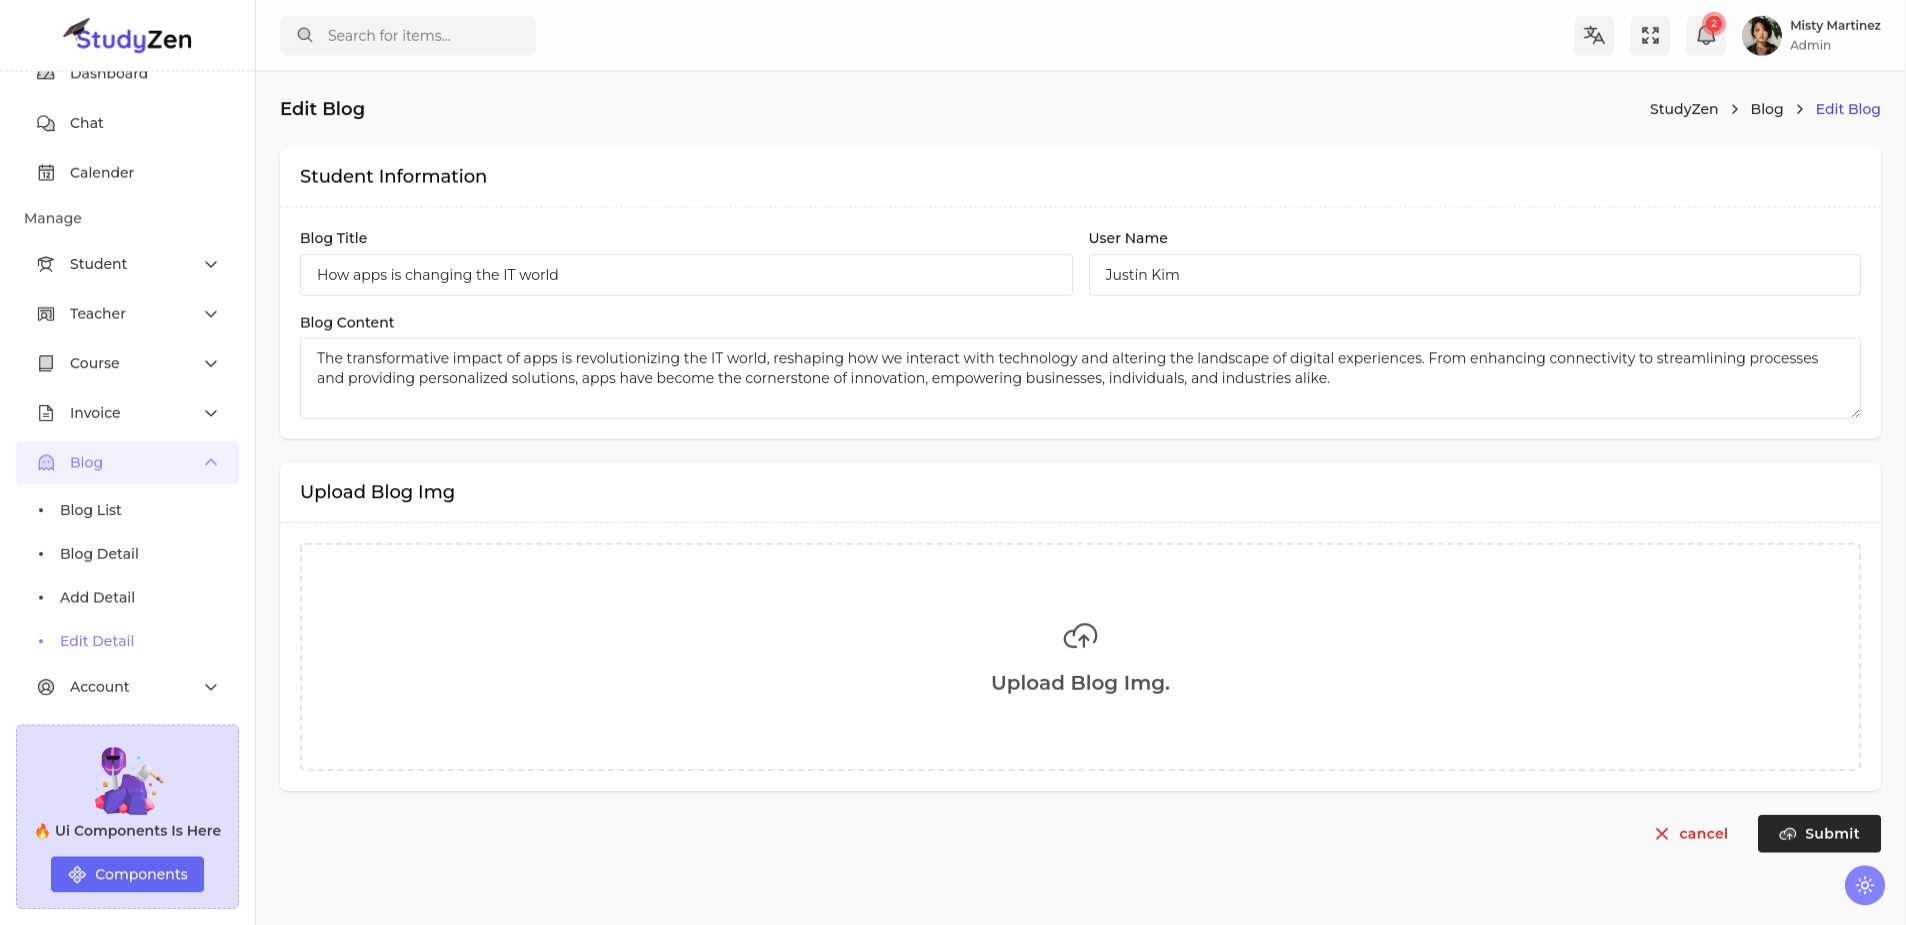 StudyZen
Search for items...
2
Misty Martinez
Admin
Dashboard
Chat
12
Calender
Manage
Student
Teacher
Course
Invoice
Blog
Blog List
Blog Detail
Add Detail
Edit Detail
Account
🔥 Ui Components Is Here
Components
Edit Blog
StudyZen > Blog > Edit Blog
Student Information
Blog Title
How apps is changing the IT world
User Name
Justin Kim
Blog Content
The transformative impact of apps is revolutionizing the IT world, reshaping how we interact with technology and altering the landscape of digital experiences. From enhancing connectivity to streamlining processes
and providing personalized solutions, apps have become the cornerstone of innovation, empowering businesses, individuals, and industries alike.
Upload Blog Img
Upload Blog Img.
cancel
Submit